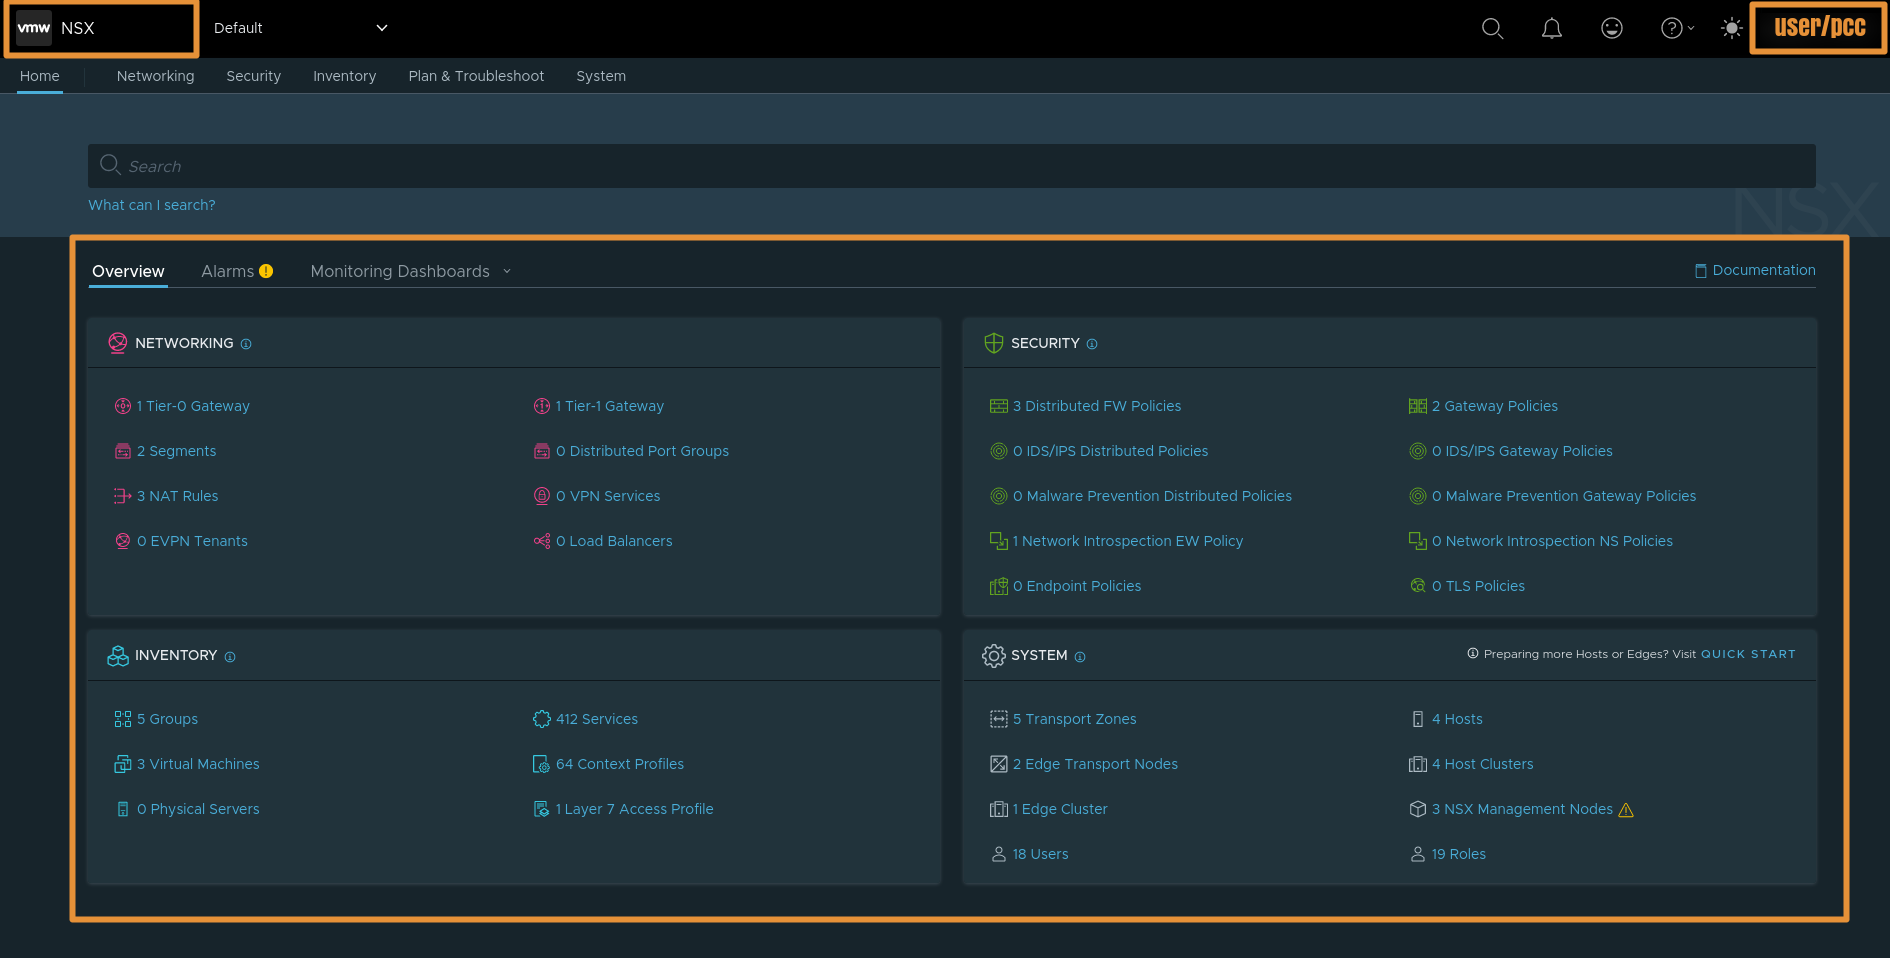 vmw NSX Default user/pcc
Home Networking Security Inventory Plan & Troubleshoot System
Search
What can I search?
NSX
Overview Alarms Monitoring Dashboards Documentation
NETWORKING
1 Tier-0 Gateway 1 Tier-1 Gateway
2 Segments 0 Distributed Port Groups
3 NAT Rules 0 VPN Services
0 EVPN Tenants 0 Load Balancers
SECURITY
3 Distributed FW Policies 2 Gateway Policies
0 IDS/IPS Distributed Policies 0 IDS/IPS Gateway Policies
0 Malware Prevention Distributed Policies 0 Malware Prevention Gateway Policies
1 Network Introspection EW Policy 0 Network Introspection NS Policies
0 Endpoint Policies 0 TLS Policies
INVENTORY
5 Groups 412 Services
3 Virtual Machines 64 Context Profiles
0 Physical Servers 1 Layer 7 Access Profile
SYSTEM Preparing more Hosts or Edges? Visit QUICK START
5 Transport Zones 4 Hosts
2 Edge Transport Nodes 4 Host Clusters
1 Edge Cluster 3 NSX Management Nodes
18 Users 19 Roles